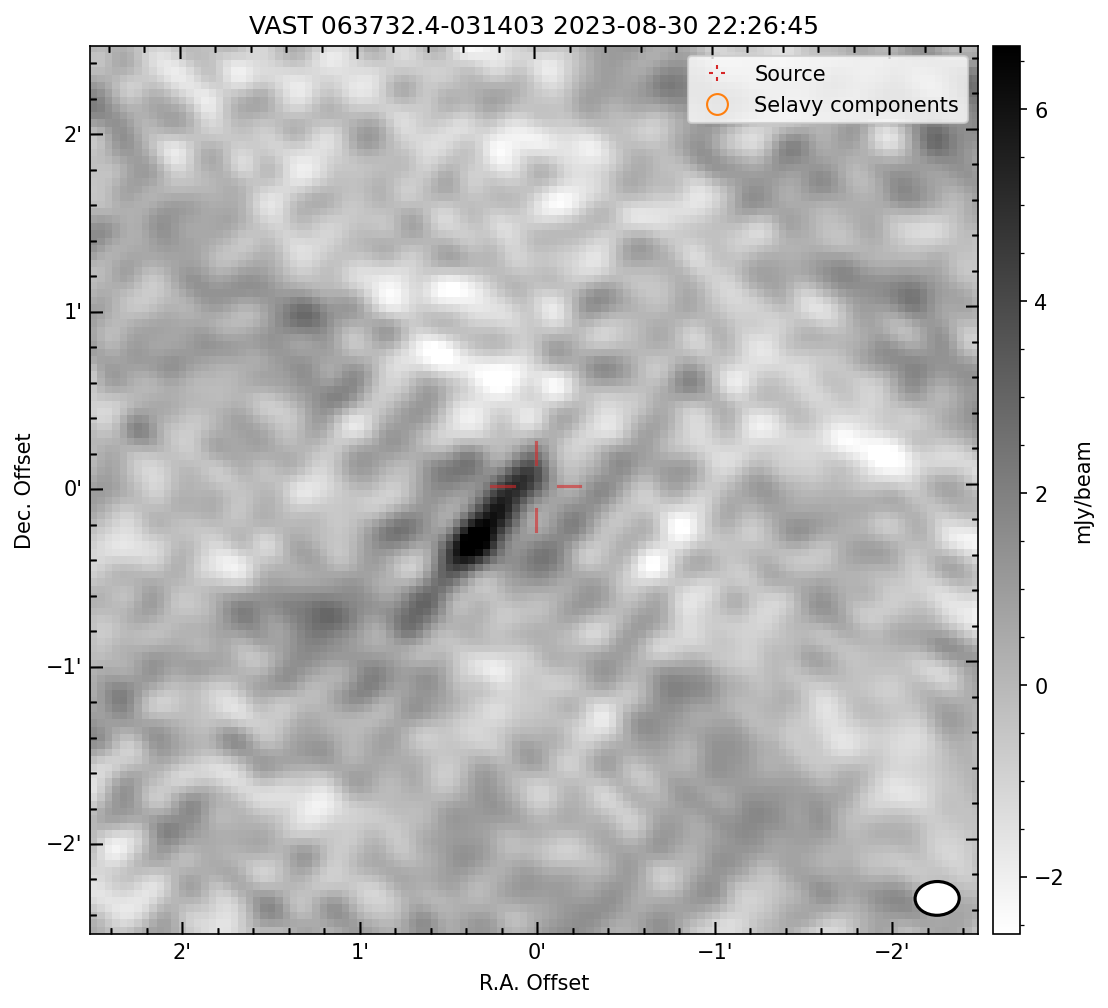 VAST 063732.4-031403 2023-08-30 22:26:45
Source
Selavy components
2'
1'
0'
−1'
−2'
Dec. Offset
2'
1'
0'
−1'
−2'
R.A. Offset
6
4
2
0
−2
mJy/beam